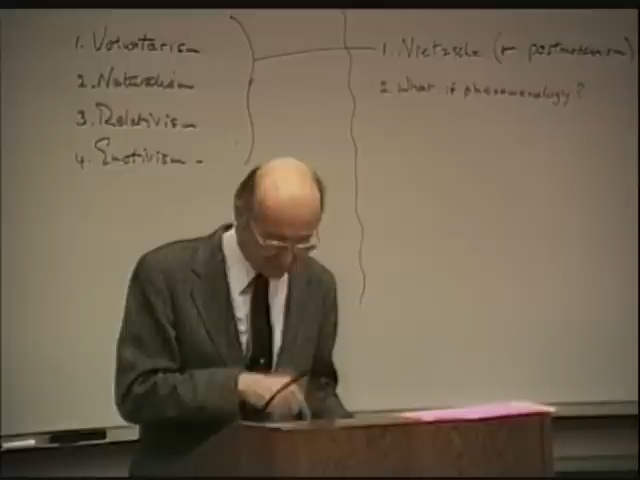 1. Voluntarism
2. Naturalism
3. Relativism
4. Emotivism -
1. Nietzsche (+ postmodernism)
2. What is phenomenology?